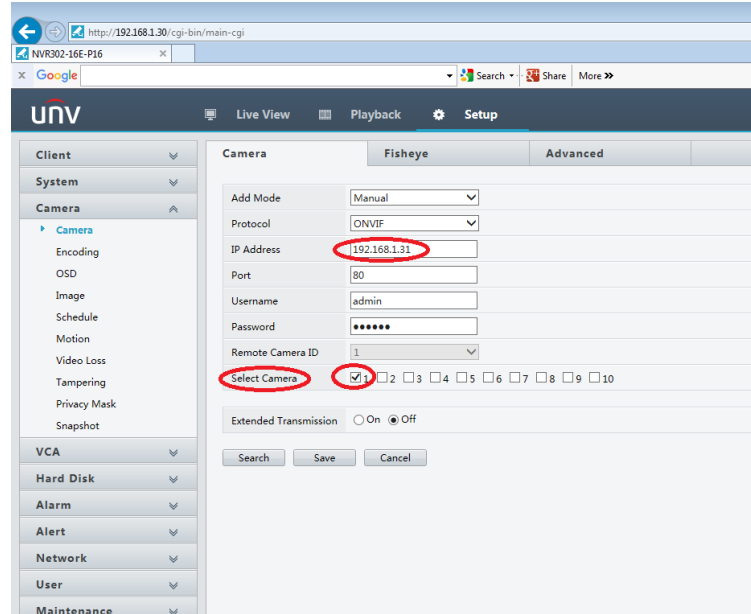 http://192.168.1.30/cgi-bin/main-cgi
NVR302-16E-P16 ×
x Google Search Share More »
unv Live View Playback Setup
Client
System
Camera
Camera
Encoding
OSD
Image
Schedule
Motion
Video Loss
Tampering
Privacy Mask
Snapshot
VCA
Hard Disk
Alarm
Alert
Network
User
Maintenance
Camera Fisheye Advanced
Add Mode Manual
Protocol ONVIF
IP Address 192.168.1.31
Port 80
Username admin
Password ••••••
Remote Camera ID 1
Select Camera 1 2 3 4 5 6 7 8 9 10
Extended Transmission On Off
Search Save Cancel